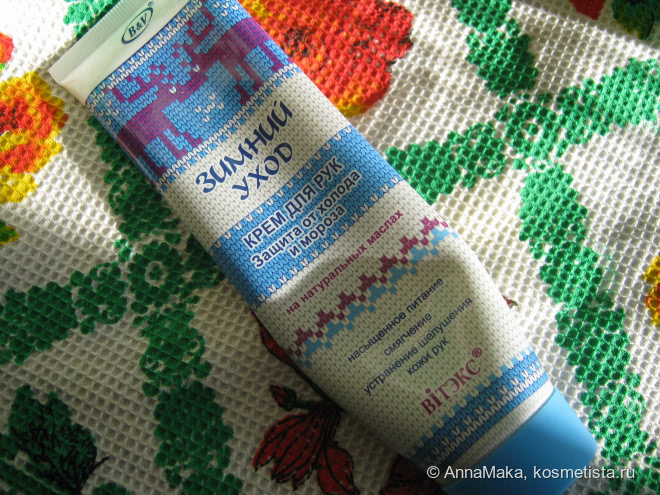 B&V
ЗИМНИЙ
УХОД
КРЕМ ДЛЯ РУК
Защита от холода
и мороза
на натуральных маслах
насыщенное питание
смягчение
устранение шелушения
кожи рук
ВIТЭКС®
© AnnaMaka, kosmetista.ru